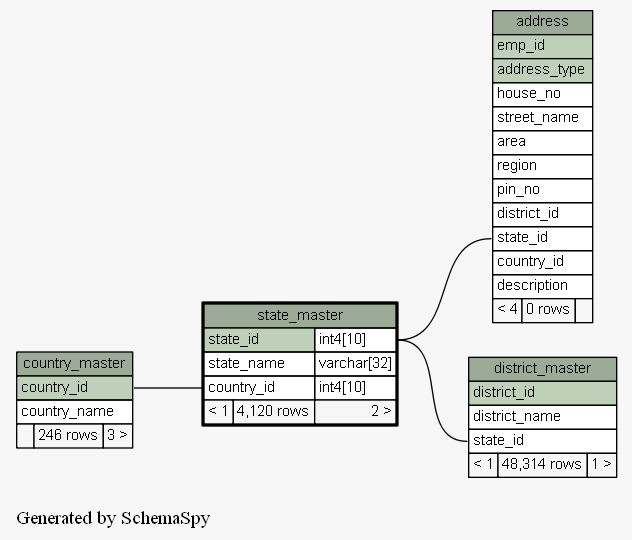 address
emp_id
address_type
house_no
street_name
area
region
pin_no
district_id
state_id
country_id
description
< 4 0 rows
state_master
state_id int4[10]
state_name varchar[32]
country_id int4[10]
< 1 4,120 rows 2 >
country_master
country_id
country_name
246 rows 3 >
district_master
district_id
district_name
state_id
< 1 48,314 rows 1 >
Generated by SchemaSpy